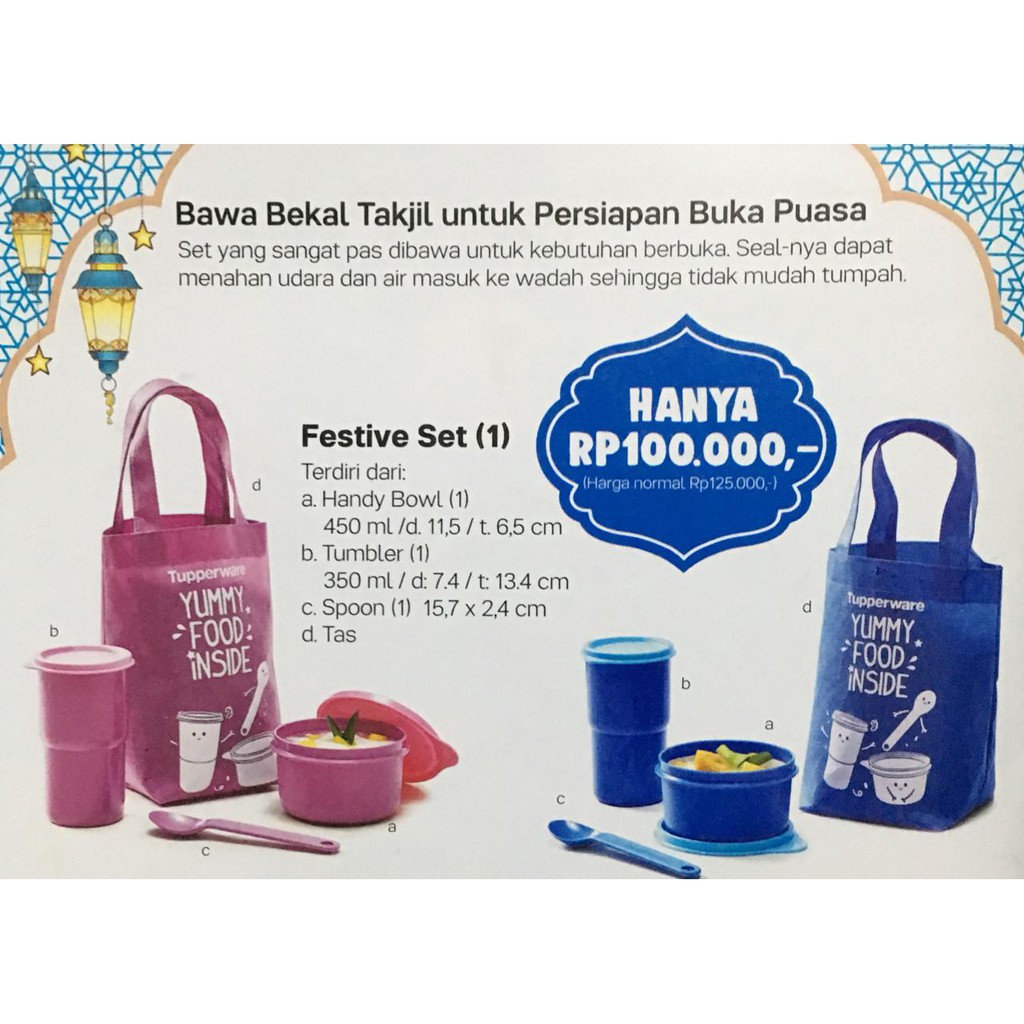 Bawa Bekal Takjil untuk Persiapan Buka Puasa
Set yang sangat pas dibawa untuk kebutuhan berbuka. Seal-nya dapat
menahan udara dan air masuk ke wadah sehingga tidak mudah tumpah.
HANYA
RP100.000,-
(Harga normal Rp125.000,-)
Festive Set (1)
Terdiri dari:
a. Handy Bowl (1)
450 ml /d. 11,5 / t. 6,5 cm
b. Tumbler (1)
350 ml / d: 7.4 / t: 13.4 cm
c. Spoon (1) 15,7 x 2,4 cm
d. Tas
d
Tupperware
YUMMY
FOOD
INSIDE
b
a
c
d
Tupperware
YUMMY
FOOD
INSIDE
b
a
c